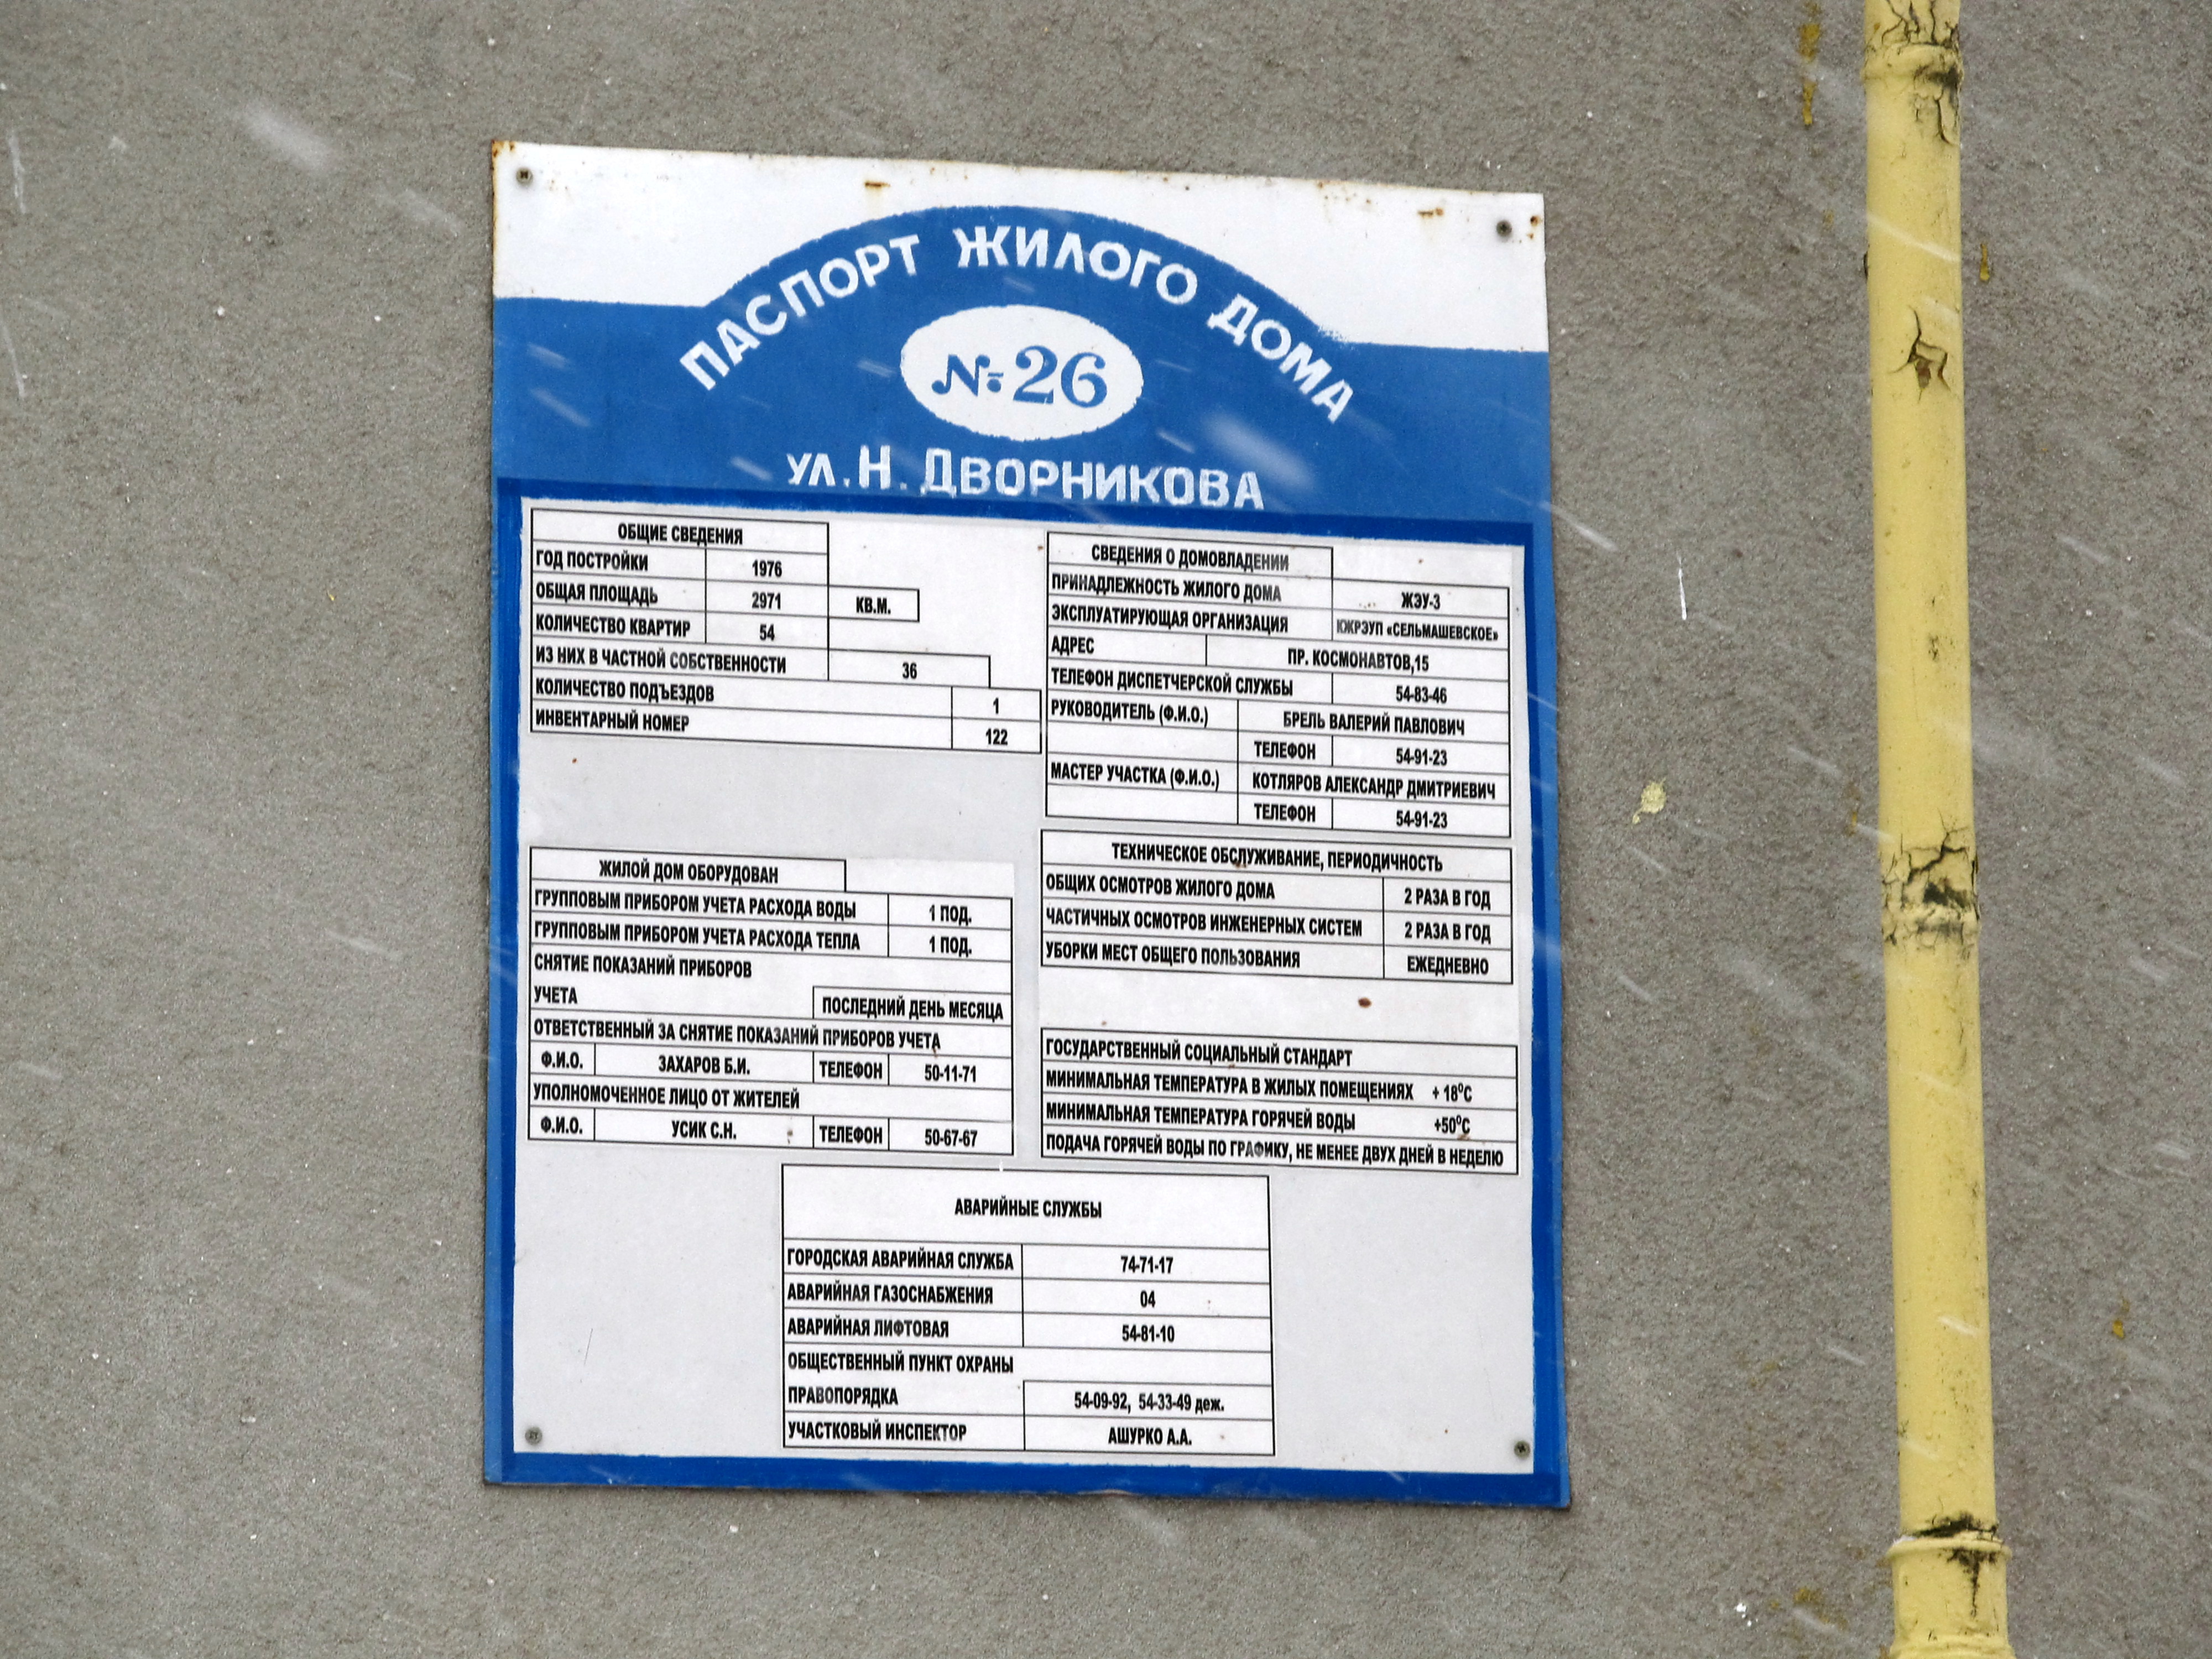 ПАСПОРТ ЖИЛОГО ДОМА
№ 26
УЛ. Н. ДВОРНИКОВА
ОБЩИЕ СВЕДЕНИЯ
ГОД ПОСТРОЙКИ 1976
ОБЩАЯ ПЛОЩАДЬ 2971 КВ.М.
КОЛИЧЕСТВО КВАРТИР 54
ИЗ НИХ В ЧАСТНОЙ СОБСТВЕННОСТИ 36
КОЛИЧЕСТВО ПОДЪЕЗДОВ 1
ИНВЕНТАРНЫЙ НОМЕР 122
СВЕДЕНИЯ О ДОМОВЛАДЕНИИ
ПРИНАДЛЕЖНОСТЬ ЖИЛОГО ДОМА ЖЭУ-3
ЭКСПЛУАТИРУЮЩАЯ ОРГАНИЗАЦИЯ КЖРЭУП «СЕЛЬМАШЕВСКОЕ»
АДРЕС ПР. КОСМОНАВТОВ,15
ТЕЛЕФОН ДИСПЕТЧЕРСКОЙ СЛУЖБЫ 54-83-46
РУКОВОДИТЕЛЬ (Ф.И.О.) БРЕЛЬ ВАЛЕРИЙ ПАВЛОВИЧ
ТЕЛЕФОН 54-91-23
МАСТЕР УЧАСТКА (Ф.И.О.) КОТЛЯРОВ АЛЕКСАНДР ДМИТРИЕВИЧ
ТЕЛЕФОН 54-91-23
ЖИЛОЙ ДОМ ОБОРУДОВАН
ГРУППОВЫМ ПРИБОРОМ УЧЕТА РАСХОДА ВОДЫ 1 ПОД.
ГРУППОВЫМ ПРИБОРОМ УЧЕТА РАСХОДА ТЕПЛА 1 ПОД.
СНЯТИЕ ПОКАЗАНИЙ ПРИБОРОВ
УЧЕТА ПОСЛЕДНИЙ ДЕНЬ МЕСЯЦА
ОТВЕТСТВЕННЫЙ ЗА СНЯТИЕ ПОКАЗАНИЙ ПРИБОРОВ УЧЕТА
Ф.И.О. ЗАХАРОВ Б.И. ТЕЛЕФОН 50-11-71
УПОЛНОМОЧЕННОЕ ЛИЦО ОТ ЖИТЕЛЕЙ
Ф.И.О. УСИК С.Н. ТЕЛЕФОН 50-67-67
ТЕХНИЧЕСКОЕ ОБСЛУЖИВАНИЕ, ПЕРИОДИЧНОСТЬ
ОБЩИХ ОСМОТРОВ ЖИЛОГО ДОМА 2 РАЗА В ГОД
ЧАСТИЧНЫХ ОСМОТРОВ ИНЖЕНЕРНЫХ СИСТЕМ 2 РАЗА В ГОД
УБОРКИ МЕСТ ОБЩЕГО ПОЛЬЗОВАНИЯ ЕЖЕДНЕВНО
ГОСУДАРСТВЕННЫЙ СОЦИАЛЬНЫЙ СТАНДАРТ
МИНИМАЛЬНАЯ ТЕМПЕРАТУРА В ЖИЛЫХ ПОМЕЩЕНИЯХ + 18⁰С
МИНИМАЛЬНАЯ ТЕМПЕРАТУРА ГОРЯЧЕЙ ВОДЫ +50⁰С
ПОДАЧА ГОРЯЧЕЙ ВОДЫ ПО ГРАФИКУ, НЕ МЕНЕЕ ДВУХ ДНЕЙ В НЕДЕЛЮ
АВАРИЙНЫЕ СЛУЖБЫ
ГОРОДСКАЯ АВАРИЙНАЯ СЛУЖБА 74-71-17
АВАРИЙНАЯ ГАЗОСНАБЖЕНИЯ 04
АВАРИЙНАЯ ЛИФТОВАЯ 54-81-10
ОБЩЕСТВЕННЫЙ ПУНКТ ОХРАНЫ
ПРАВОПОРЯДКА 54-09-92, 54-33-49 деж.
УЧАСТКОВЫЙ ИНСПЕКТОР АШУРКО А.А.